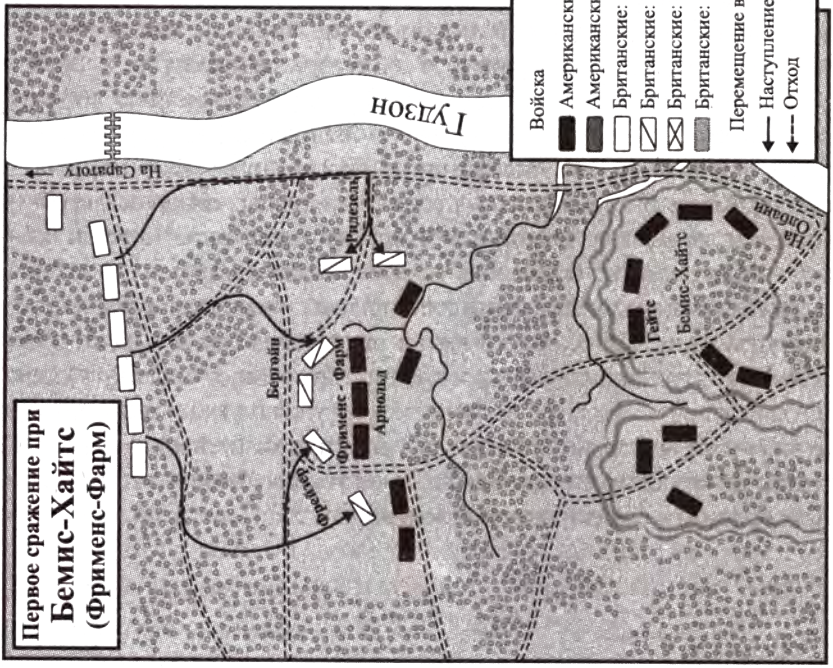 Первое сражение при
Бемис-Хайтс
(Фрименс-Фарм)
На Саратогу
Гудзон
Ридезель
Бергойн
Фрейзер
Фрименс-Фарм
Арнольд
Гейтс
Бемис-Хайтс
На
Олбани
Войска
Американски
Американски
Британские:
Британские:
Британские:
Британские:
Перемещение в
Наступление
Отход